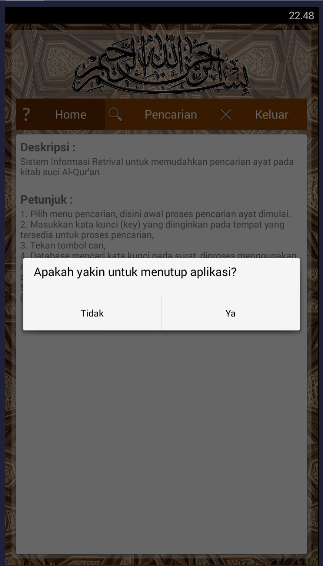 22.48
بسم الله الرحمن الرحيم
? Home Pencarian Keluar
Deskripsi :
Sistem Informasi Retrival untuk memudahkan pencarian ayat pada
kitab suci Al-Qur'an
Petunjuk :
1. Pilih menu pencarian, disini awal proses pencarian ayat dimulai.
2. Masukkan kata kunci (key) yang diinginkan pada tempat yang
tersedia untuk proses pencarian,
3. Tekan tombol cari,
4. Database mencari kata kunci pada surat, diproses menggunakan
Apakah yakin untuk menutup aplikasi?
Tidak Ya